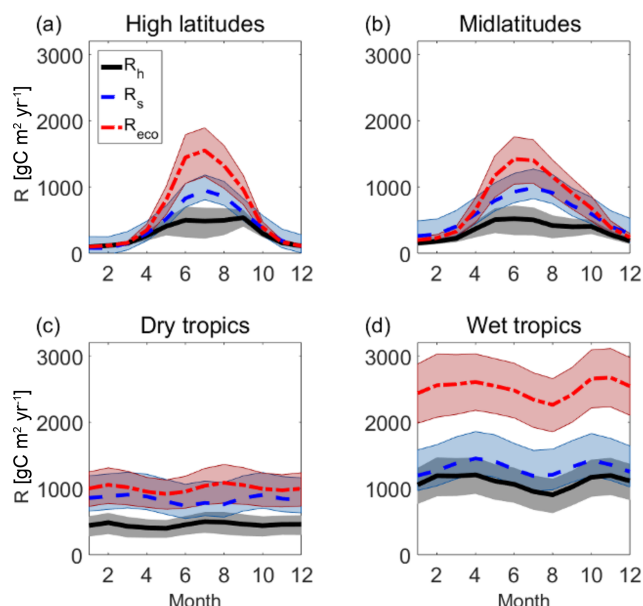 (a) High latitudes
R [gC m² yr⁻¹]
3000
2000
1000
0
R_h
R_s
R_eco
2 4 6 8 10 12
Month
(b) Midlatitudes
3000
2000
1000
0
2 4 6 8 10 12
Month
(c) Dry tropics
R [gC m² yr⁻¹]
3000
2000
1000
0
2 4 6 8 10 12
Month
(d) Wet tropics
3000
2000
1000
0
2 4 6 8 10 12
Month